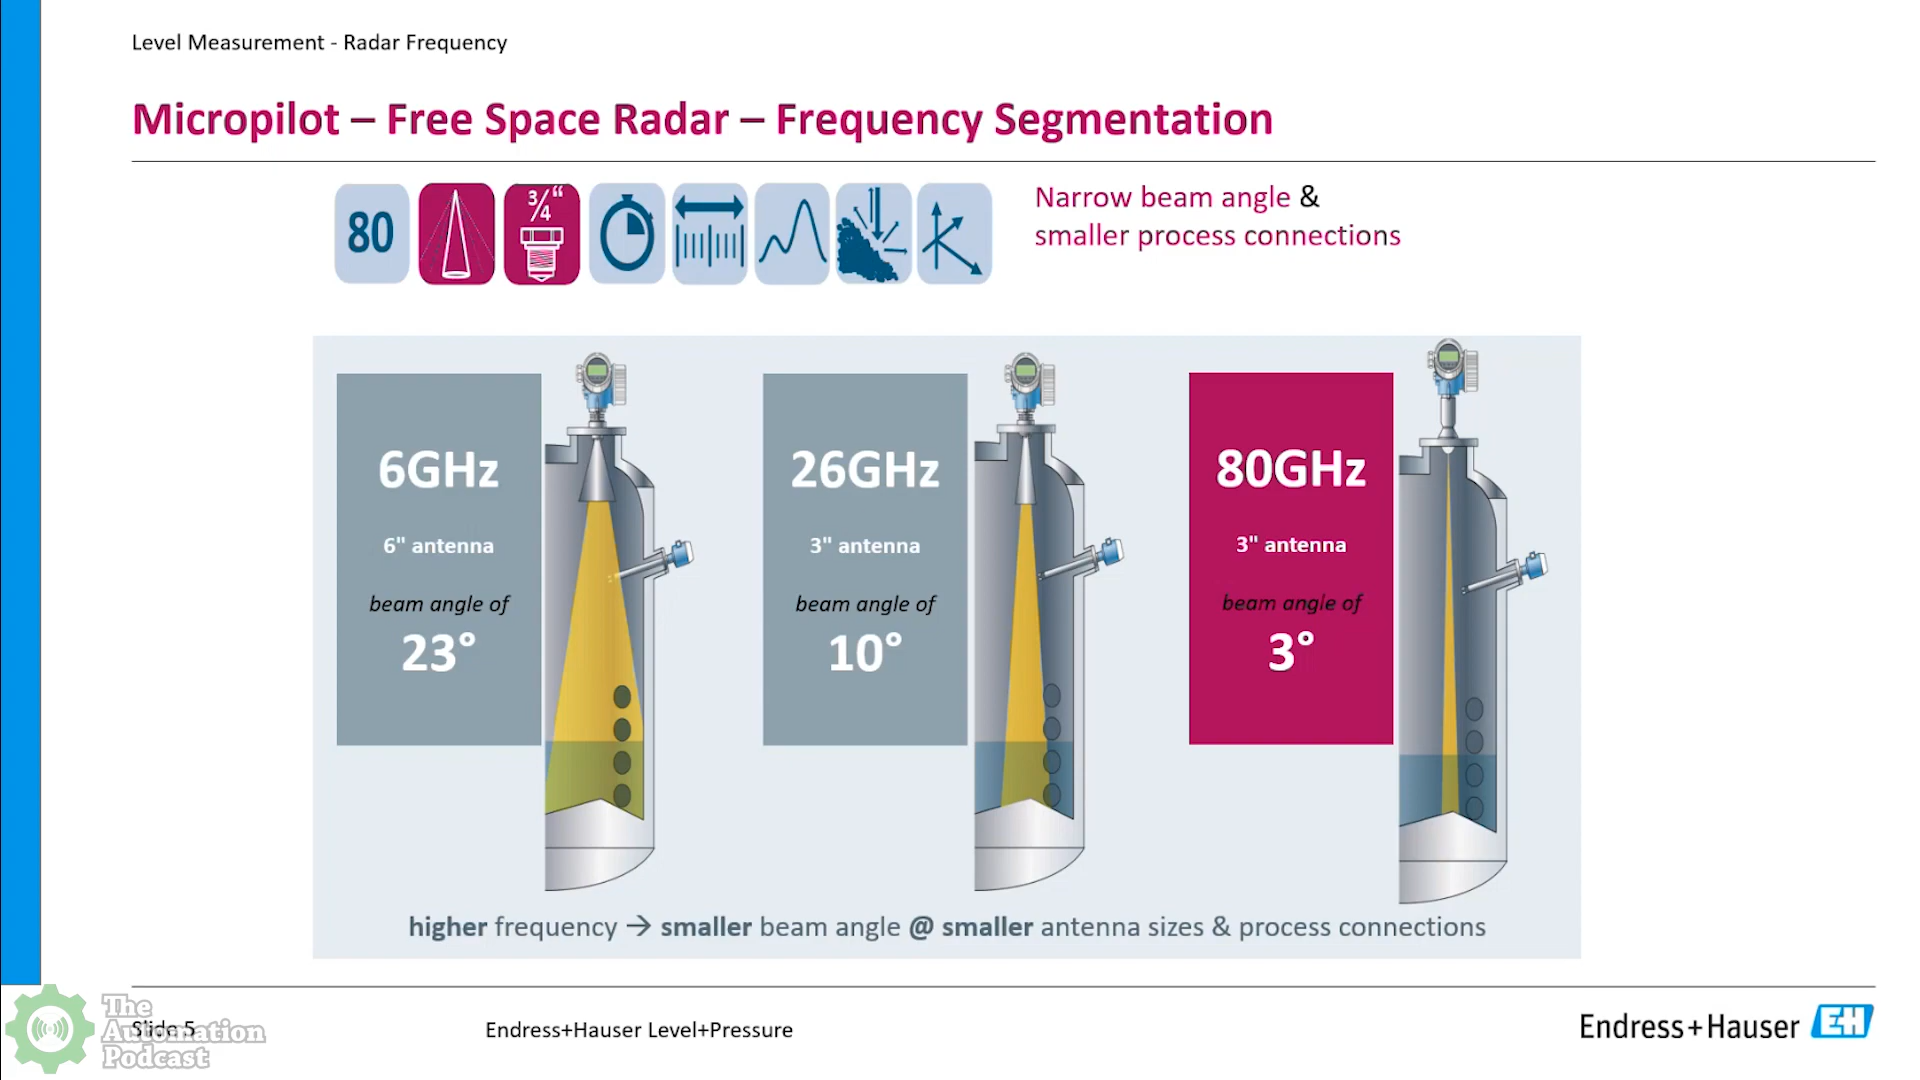 Level Measurement - Radar Frequency
Micropilot – Free Space Radar – Frequency Segmentation
80
3/4"
Narrow beam angle &
smaller process connections
6GHz
6" antenna
beam angle of
23°
26GHz
3" antenna
beam angle of
10°
80GHz
3" antenna
beam angle of
3°
higher frequency → smaller beam angle @ smaller antenna sizes & process connections
The
Automation
Podcast
Slide 5
Endress+Hauser Level+Pressure
Endress+Hauser EH